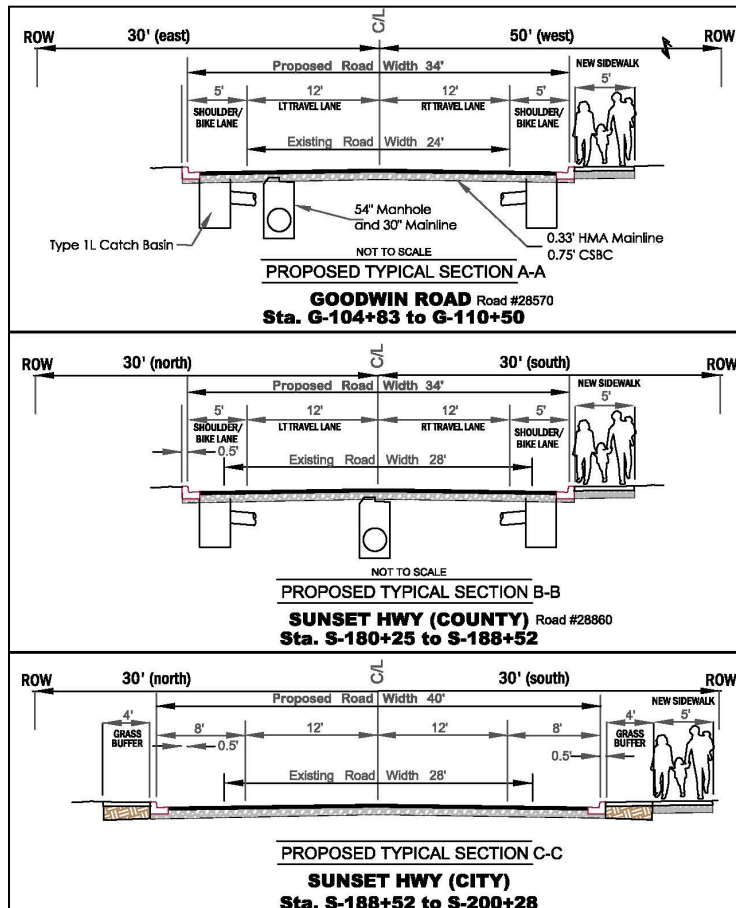 C/L
ROW 30' (east) 50' (west) ROW
Proposed Road Width 34'
NEW SIDEWALK
5' 12' 12' 5' 5'
SHOULDER/
BIKE LANE
LT TRAVEL LANE
RT TRAVEL LANE
SHOULDER/
BIKE LANE
Existing Road Width 24'
Type 1L Catch Basin
54" Manhole
and 30" Mainline
0.33' HMA Mainline
0.75' CSBC
NOT TO SCALE
PROPOSED TYPICAL SECTION A-A
GOODWIN ROAD Road #28570
Sta. G-104+83 to G-110+50
C/L
ROW 30' (north) 30' (south) ROW
Proposed Road Width 34'
NEW SIDEWALK
5' 12' 12' 5' 5'
SHOULDER/
BIKE LANE
LT TRAVEL LANE
RT TRAVEL LANE
SHOULDER/
BIKE LANE
0.5'
Existing Road Width 28'
NOT TO SCALE
PROPOSED TYPICAL SECTION B-B
SUNSET HWY (COUNTY) Road #28860
Sta. S-180+25 to S-188+52
C/L
ROW 30' (north) 30' (south) ROW
Proposed Road Width 40'
NEW SIDEWALK
4' 8' 12' 12' 8' 4' 5'
GRASS
BUFFER
GRASS
BUFFER
0.5' 0.5'
Existing Road Width 28'
PROPOSED TYPICAL SECTION C-C
SUNSET HWY (CITY)
Sta. S-188+52 to S-200+28